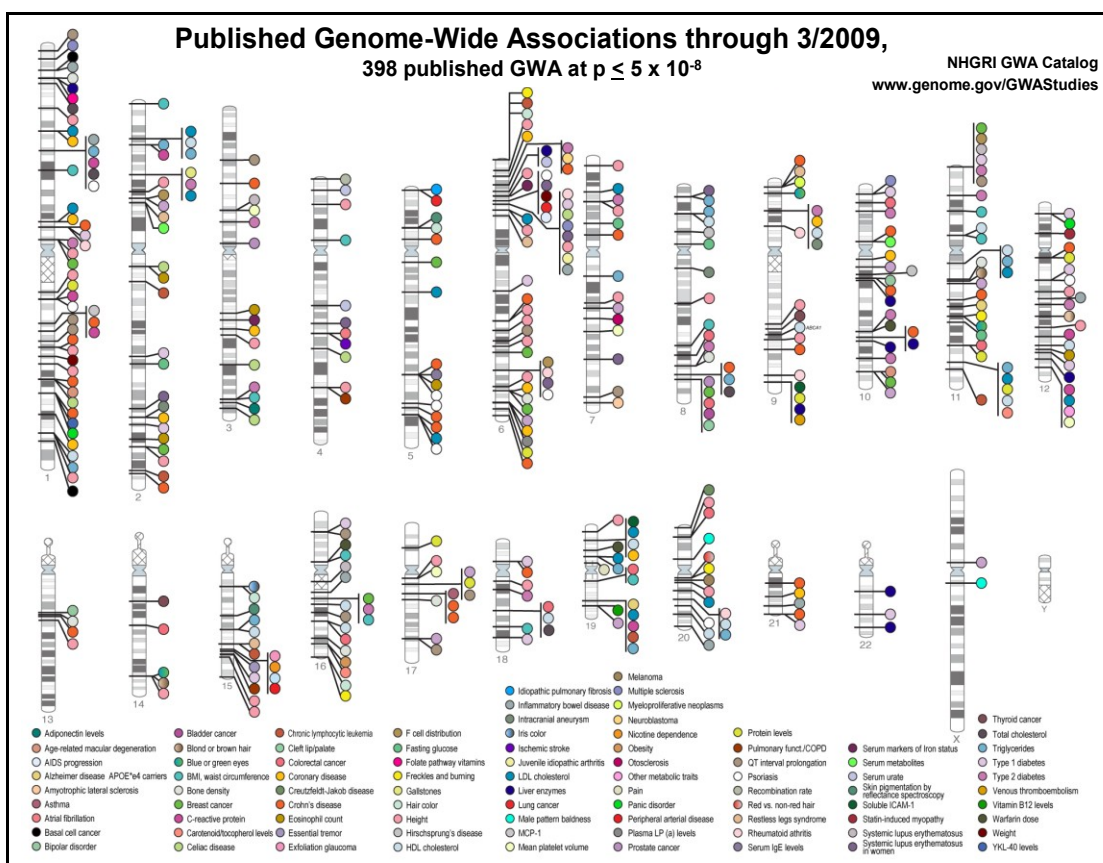 Published Genome-Wide Associations through 3/2009,
398 published GWA at p ≤ 5 x 10-8
NHGRI GWA Catalog
www.genome.gov/GWAStudies
1
2
3
4
5
6
7
8
9
10
11
12
ABCA1
13
14
15
16
17
18
19
20
21
22
X
Y
Adiponectin levels
Age-related macular degeneration
AIDS progression
Alzheimer disease APOE*e4 carriers
Amyotrophic lateral sclerosis
Asthma
Atrial fibrillation
Basal cell cancer
Bipolar disorder
Bladder cancer
Blond or brown hair
Blue or green eyes
BMI, waist circumference
Bone density
Breast cancer
C-reactive protein
Carotenoid/tocopherol levels
Celiac disease
Chronic lymphocytic leukemia
Cleft lip/palate
Colorectal cancer
Coronary disease
Creutzfeldt-Jakob disease
Crohn's disease
Eosinophil count
Essential tremor
Exfoliation glaucoma
F cell distribution
Fasting glucose
Folate pathway vitamins
Freckles and burning
Gallstones
Hair color
Height
Hirschsprung's disease
HDL cholesterol
Idiopathic pulmonary fibrosis
Inflammatory bowel disease
Intracranial aneurysm
Iris color
Ischemic stroke
Juvenile idiopathic arthritis
LDL cholesterol
Liver enzymes
Lung cancer
Male pattern baldness
MCP-1
Mean platelet volume
Melanoma
Multiple sclerosis
Myeloproliferative neoplasms
Neuroblastoma
Nicotine dependence
Obesity
Otosclerosis
Other metabolic traits
Pain
Panic disorder
Peripheral arterial disease
Plasma LP (a) levels
Prostate cancer
Protein levels
Pulmonary funct./COPD
QT interval prolongation
Psoriasis
Recombination rate
Red vs. non-red hair
Restless legs syndrome
Rheumatoid arthritis
Serum IgE levels
Serum markers of Iron status
Serum metabolites
Serum urate
Skin pigmentation by
reflectance spectroscopy
Soluble ICAM-1
Statin-induced myopathy
Systemic lupus erythematosus
Systemic lupus erythematosus
in women
Thyroid cancer
Total cholesterol
Triglycerides
Type 1 diabetes
Type 2 diabetes
Venous thromboembolism
Vitamin B12 levels
Warfarin dose
Weight
YKL-40 levels